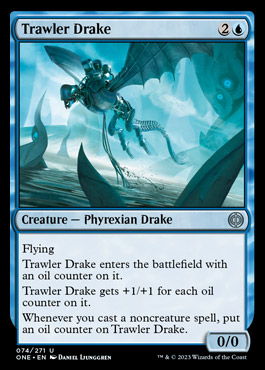 Trawler Drake 2
Creature — Phyrexian Drake
Flying
Trawler Drake enters the battlefield with
an oil counter on it.
Trawler Drake gets +1/+1 for each oil
counter on it.
Whenever you cast a noncreature spell, put
an oil counter on Trawler Drake.
0/0
074/271 U
ONE • EN Daniel Ljunggren ™ & © 2023 Wizards of the Coast